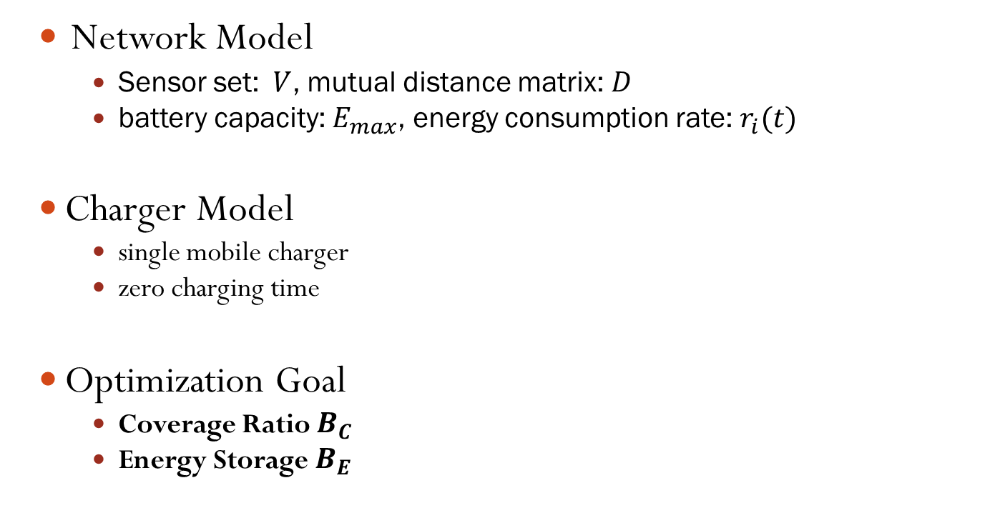 • Network Model
• Sensor set: V, mutual distance matrix: D
• battery capacity: E_max, energy consumption rate: r_i(t)
• Charger Model
• single mobile charger
• zero charging time
• Optimization Goal
• Coverage Ratio B_C
• Energy Storage B_E